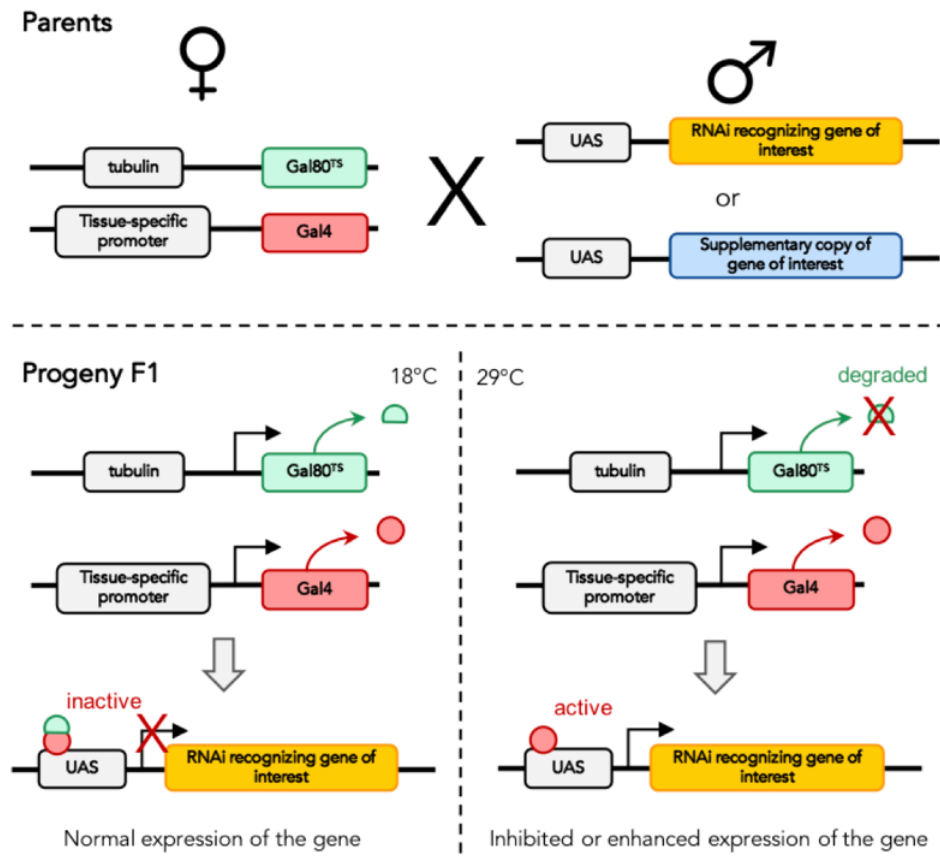 Parents
tubulin
Gal80ᵀˢ
Tissue-specific
promoter
Gal4
X
UAS
RNAi recognizing gene of
interest
or
UAS
Supplementary copy of
gene of interest
Progeny F1
18°C
tubulin
Gal80ᵀˢ
Tissue-specific
promoter
Gal4
inactive
UAS
RNAi recognizing gene of
interest
Normal expression of the gene
29°C
degraded
tubulin
Gal80ᵀˢ
Tissue-specific
promoter
Gal4
active
UAS
RNAi recognizing gene of
interest
Inhibited or enhanced expression of the gene